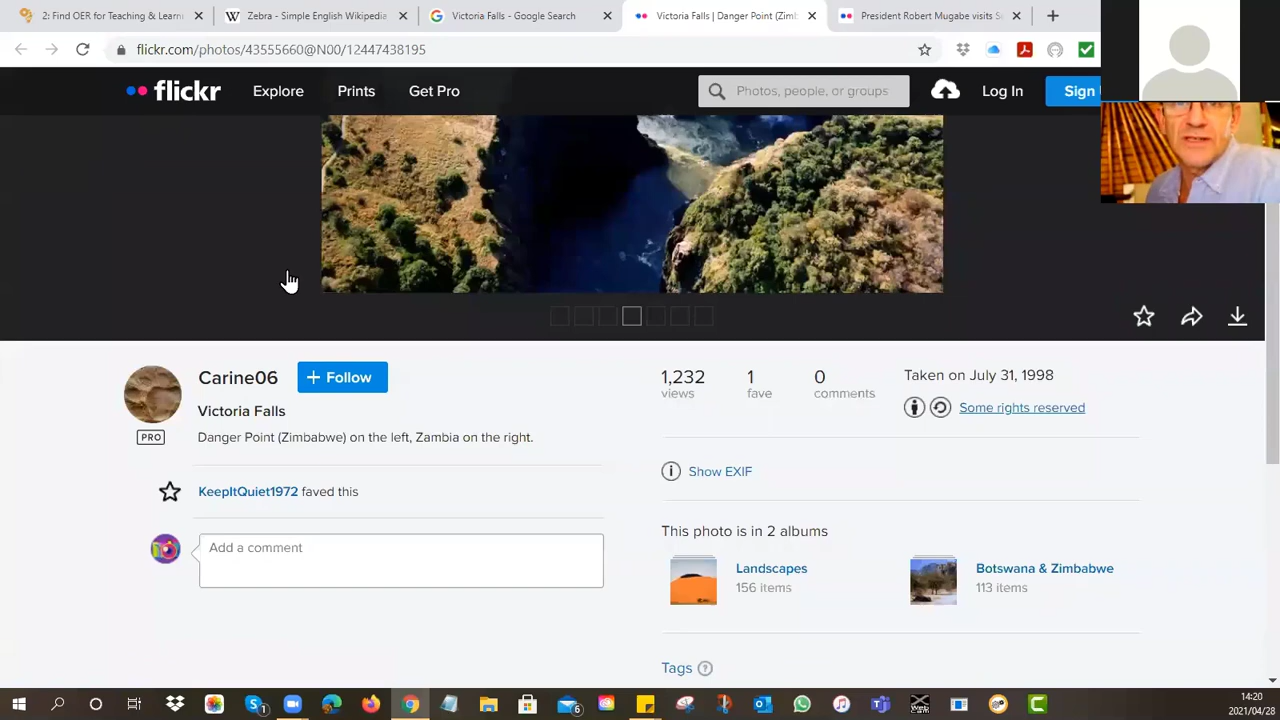 2: Find OER for Teaching & Learni
Zebra - Simple English Wikipedia
Victoria Falls - Google Search
Victoria Falls | Danger Point (Zimb
President Robert Mugabe visits S
flickr.com/photos/43555660@N00/12447438195
flickr
Explore
Prints
Get Pro
Photos, people, or groups
Log In
Sign
Carine06
+ Follow
Victoria Falls
PRO
Danger Point (Zimbabwe) on the left, Zambia on the right.
KeepItQuiet1972 faved this
Add a comment
1,232
views
1
fave
0
comments
Taken on July 31, 1998
Some rights reserved
Show EXIF
This photo is in 2 albums
Landscapes
156 items
Botswana & Zimbabwe
113 items
Tags
14:20
2021/04/28